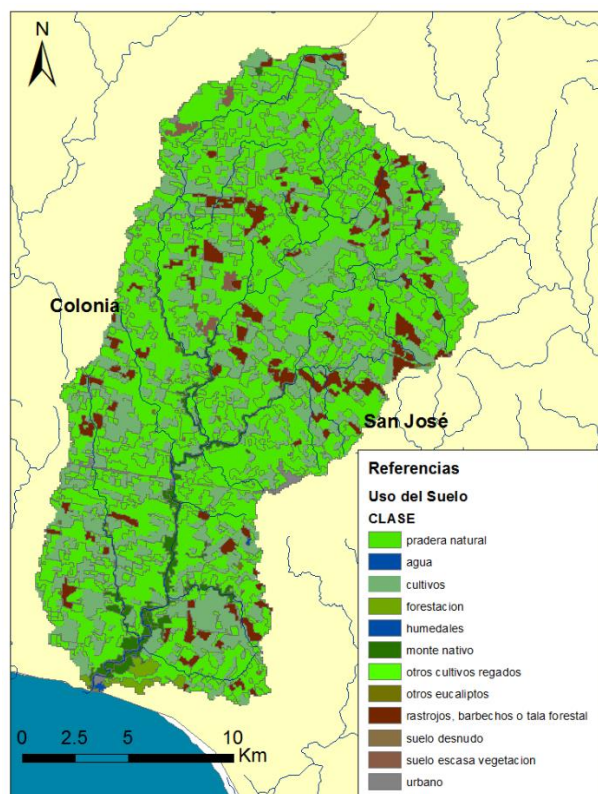 N
Colonia
San José
Referencias
Uso del Suelo
CLASE
pradera natural
agua
cultivos
forestacion
humedales
monte nativo
otros cultivos regados
otros eucaliptos
rastrojos, barbechos o tala forestal
suelo desnudo
suelo escasa vegetacion
urbano
0 2.5 5 10
Km